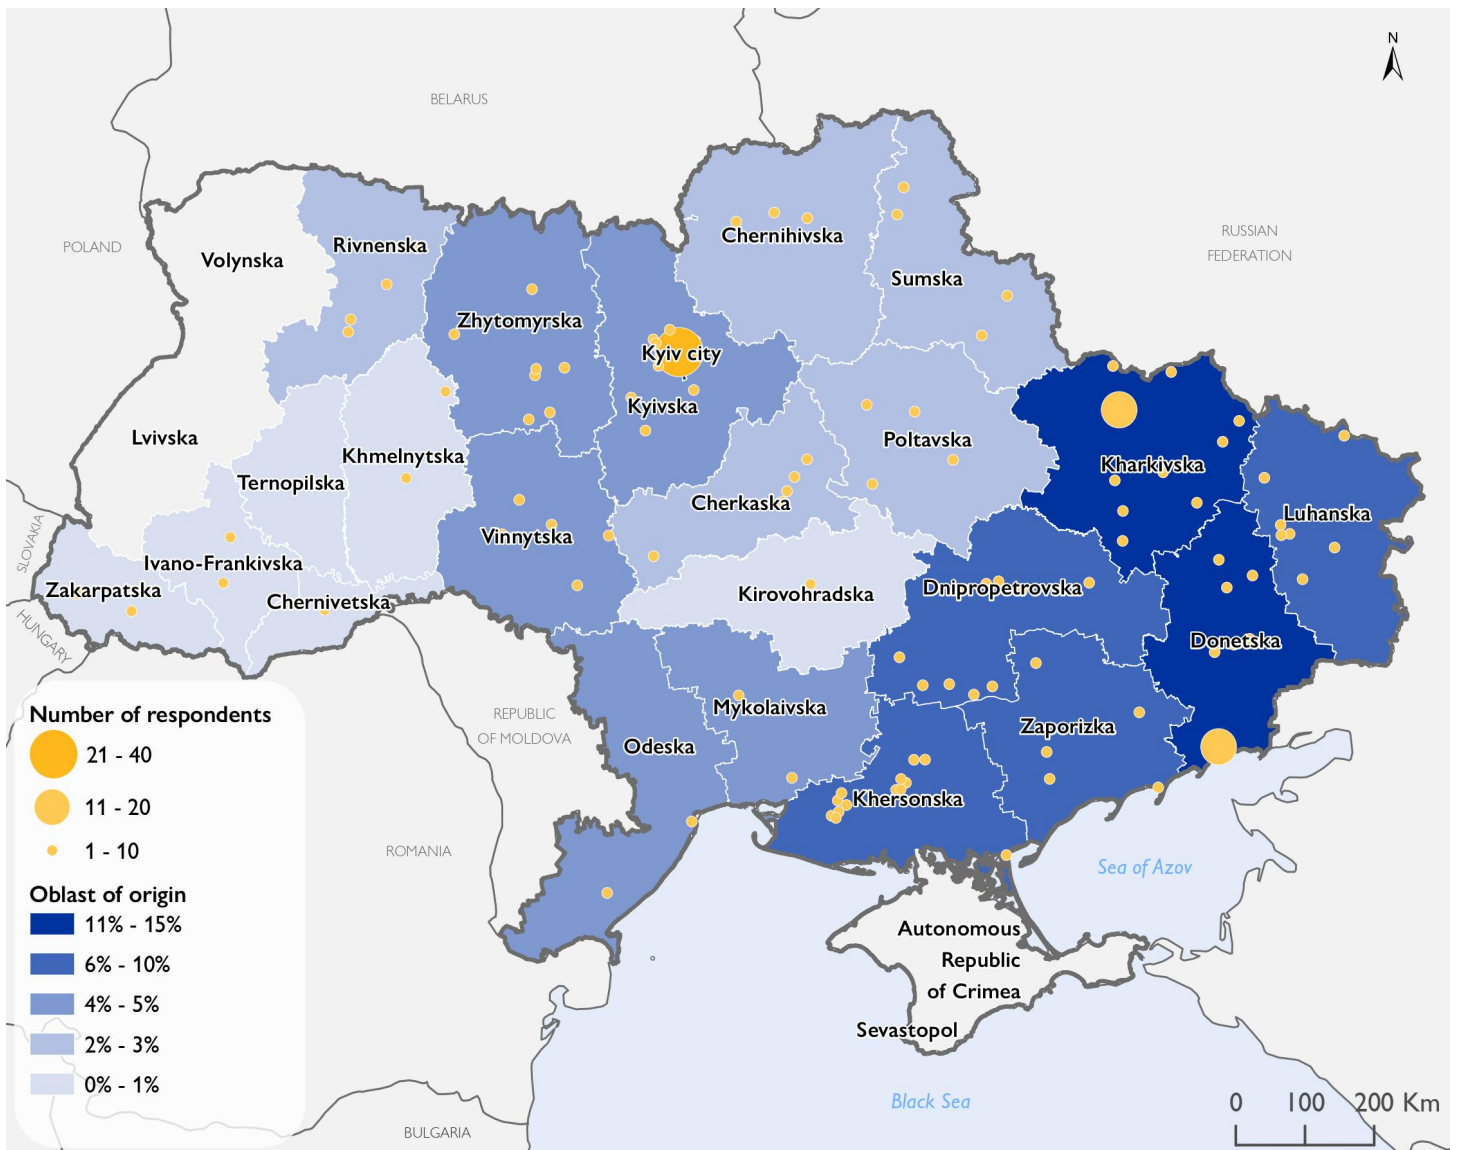 N
BELARUS
POLAND
RUSSIAN
FEDERATION
Volynska
Rivnenska
Chernihivska
Sumska
Zhytomyrska
Kyiv city
Kyivska
Lvivska
Khmelnytska
Ternopilska
Poltavska
Kharkivska
Cherkaska
Luhanska
Vinnytska
SLOVAKIA
Ivano-Frankivska
Zakarpatska
Chernivetska
Kirovohradska
Dnipropetrovska
HUNGARY
Donetska
REPUBLIC
OF MOLDOVA
Mykolaivska
Odeska
Zaporizka
Khersonska
ROMANIA
Sea of Azov
Autonomous
Republic
of Crimea
Sevastopol
Black Sea
BULGARIA
Number of respondents
21 - 40
11 - 20
1 - 10
Oblast of origin
11% - 15%
6% - 10%
4% - 5%
2% - 3%
0% - 1%
0 100 200 Km